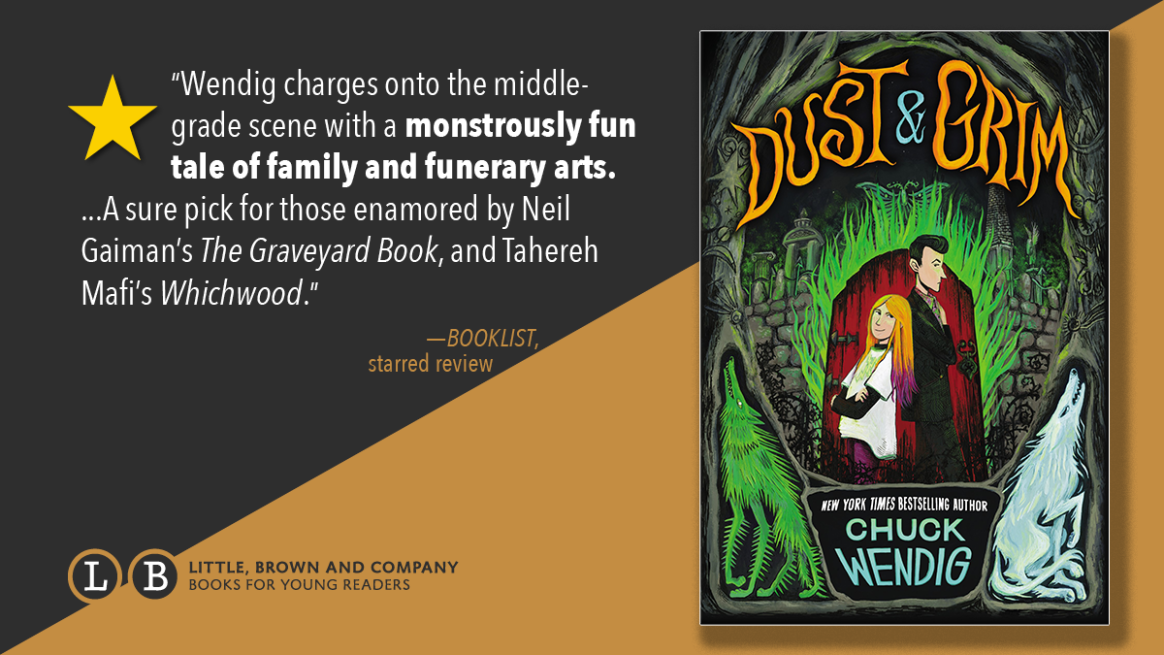 "Wendig charges onto the middle-
grade scene with a monstrously fun
tale of family and funerary arts.
...A sure pick for those enamored by Neil
Gaiman's The Graveyard Book, and Tahereh
Mafi's Whichwood."
—BOOKLIST,
starred review
L B
LITTLE, BROWN AND COMPANY
BOOKS FOR YOUNG READERS
DUST & GRIM
NEW YORK TIMES BESTSELLING AUTHOR
CHUCK
WENDIG